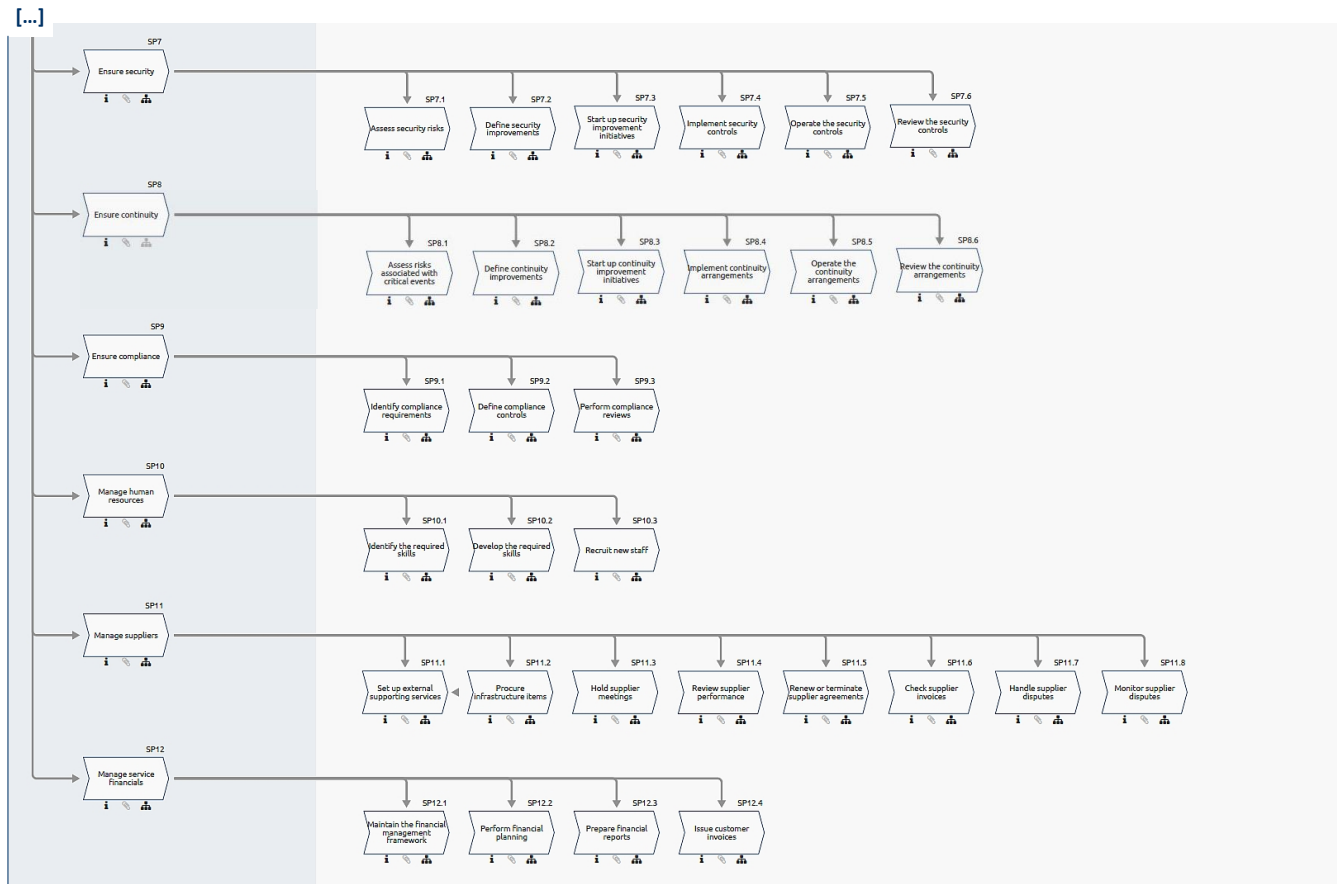 [...]
SP7
Ensure security
SP7.1
Assess security risks
SP7.2
Define security
improvements
SP7.3
Start up security
improvement
initiatives
SP7.4
Implement security
controls
SP7.5
Operate the security
controls
SP7.6
Review the security
controls
SP8
Ensure continuity
SP8.1
Assess risks
associated with
critical events
SP8.2
Define continuity
improvements
SP8.3
Start up continuity
improvement
initiatives
SP8.4
Implement continuity
arrangements
SP8.5
Operate the
continuity
arrangements
SP8.6
Review the continuity
arrangements
SP9
Ensure compliance
SP9.1
Identify compliance
requirements
SP9.2
Define compliance
controls
SP9.3
Perform compliance
reviews
SP10
Manage human
resources
SP10.1
Identify the required
skills
SP10.2
Develop the required
skills
SP10.3
Recruit new staff
SP11
Manage suppliers
SP11.1
Set up external
supporting services
SP11.2
Procure
infrastructure items
SP11.3
Hold supplier
meetings
SP11.4
Review supplier
performance
SP11.5
Renew or terminate
supplier agreements
SP11.6
Check supplier
invoices
SP11.7
Handle supplier
disputes
SP11.8
Monitor supplier
disputes
SP12
Manage service
financials
SP12.1
Maintain the financial
management
framework
SP12.2
Perform financial
planning
SP12.3
Prepare financial
reports
SP12.4
Issue customer
invoices